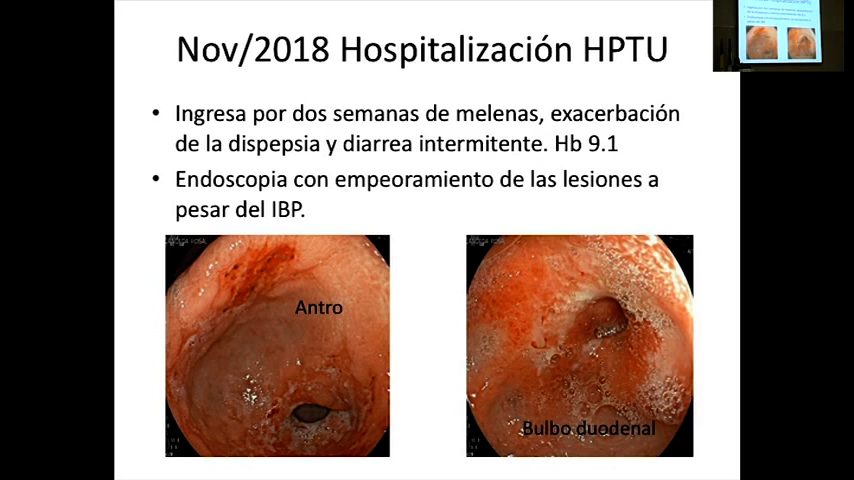 Nov/2018 Hospitalización HPTU
• Ingresa por dos semanas de melenas, exacerbación
de la dispepsia y diarrea intermitente. Hb 9.1
• Endoscopia con empeoramiento de las lesiones a
pesar del IBP.
Antro
Bulbo duodenal